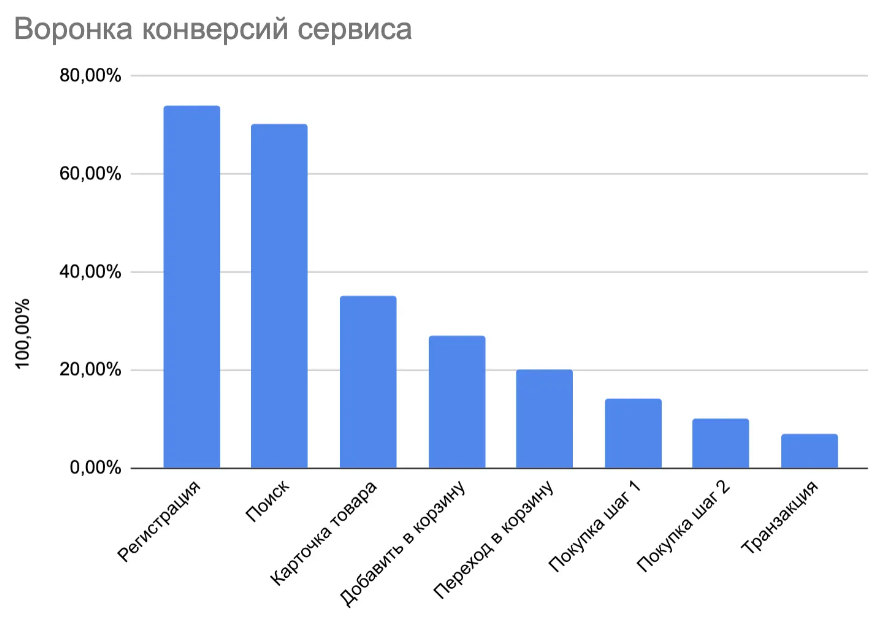 Воронка конверсий сервиса
80,00%
60,00%
40,00%
20,00%
0,00%
100,00%
Регистрация
Поиск
Карточка товара
Добавить в корзину
Переход в корзину
Покупка шаг 1
Покупка шаг 2
Транзакция